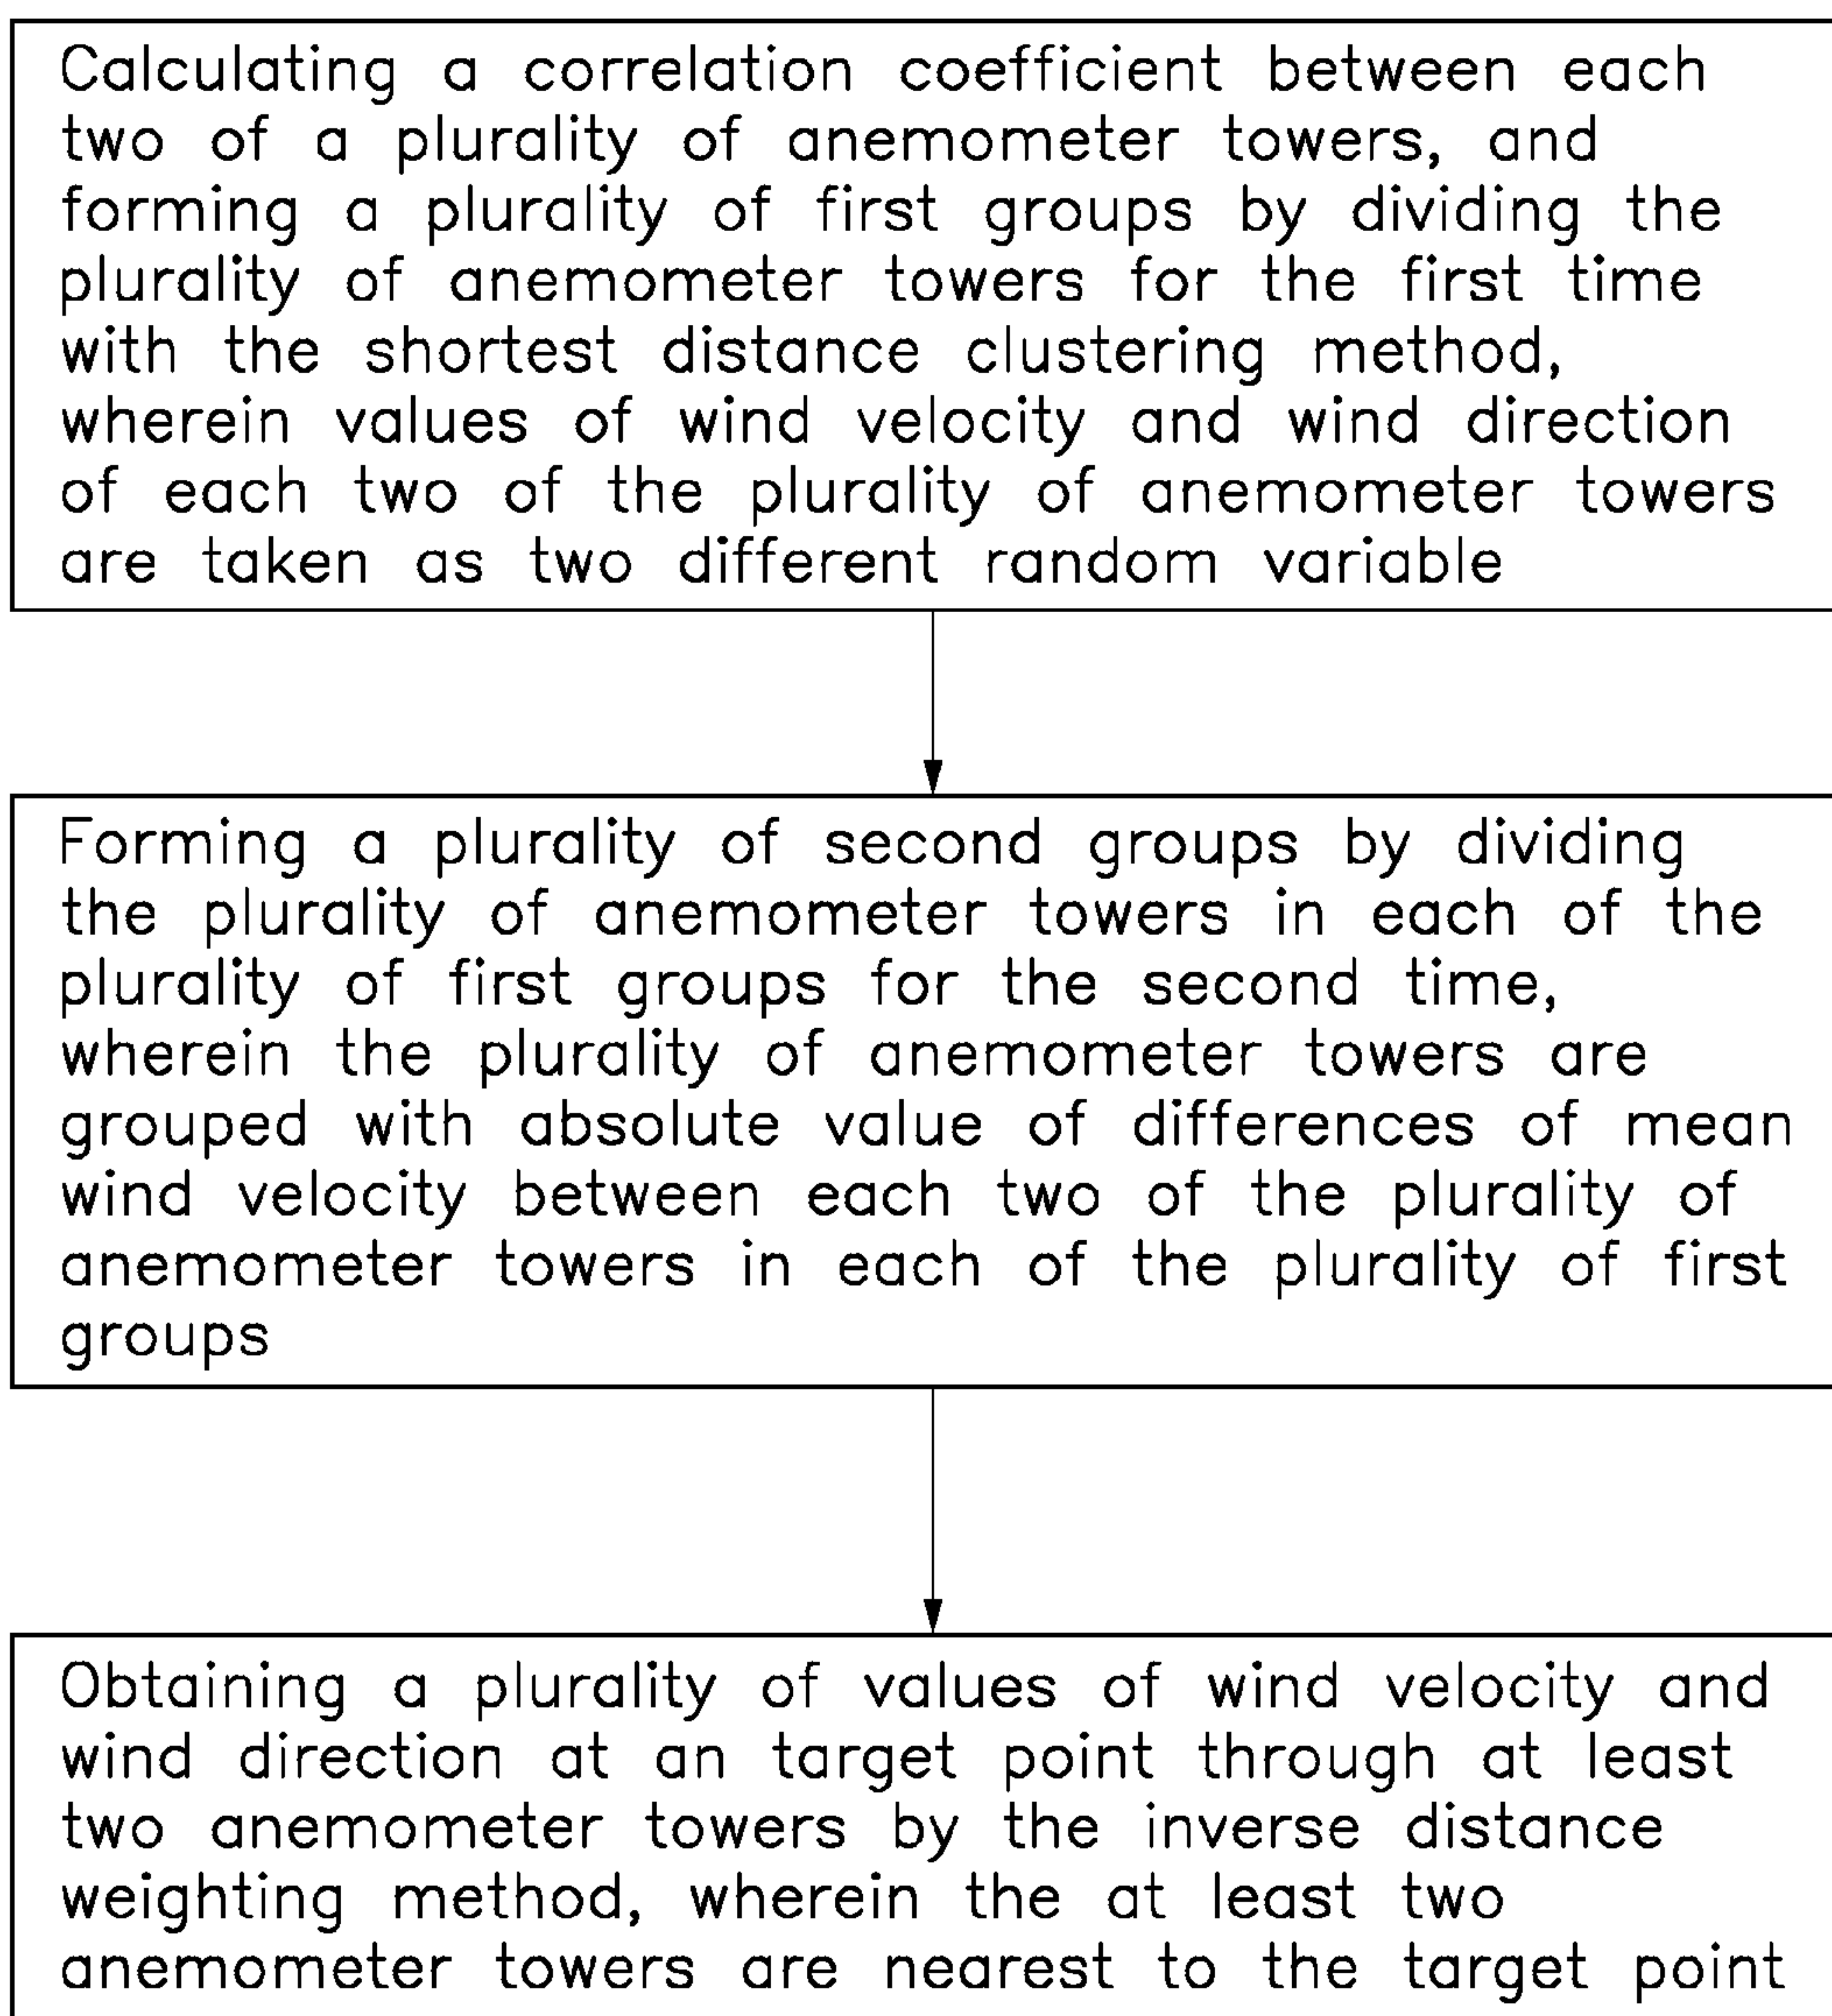 Calculating a correlation coefficient between each
two of a plurality of anemometer towers, and
forming a plurality of first groups by dividing the
plurality of anemometer towers for the first time
with the shortest distance clustering method,
wherein values of wind velocity and wind direction
of each two of the plurality of anemometer towers
are taken as two different random variable
Forming a plurality of second groups by dividing
the plurality of anemometer towers in each of the
plurality of first groups for the second time,
wherein the plurality of anemometer towers are
grouped with absolute value of differences of mean
wind velocity between each two of the plurality of
anemometer towers in each of the plurality of first
groups
Obtaining a plurality of values of wind velocity and
wind direction at an target point through at least
two anemometer towers by the inverse distance
weighting method, wherein the at least two
anemometer towers are nearest to the target point